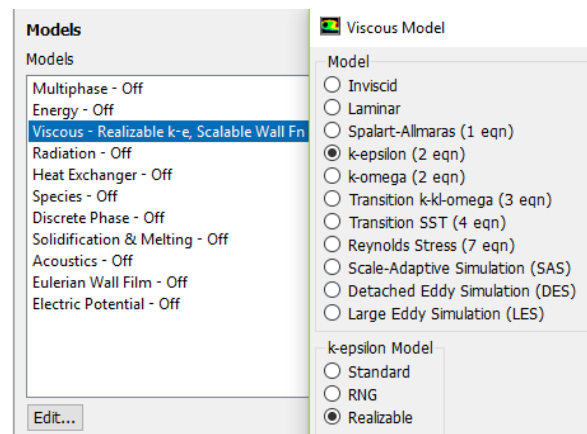 Models
Models
Multiphase - Off
Energy - Off
Viscous - Realizable k-e, Scalable Wall Fn
Radiation - Off
Heat Exchanger - Off
Species - Off
Discrete Phase - Off
Solidification & Melting - Off
Acoustics - Off
Eulerian Wall Film - Off
Electric Potential - Off
Edit...
Viscous Model
Model
Inviscid
Laminar
Spalart-Allmaras (1 eqn)
k-epsilon (2 eqn)
k-omega (2 eqn)
Transition k-kl-omega (3 eqn)
Transition SST (4 eqn)
Reynolds Stress (7 eqn)
Scale-Adaptive Simulation (SAS)
Detached Eddy Simulation (DES)
Large Eddy Simulation (LES)
k-epsilon Model
Standard
RNG
Realizable